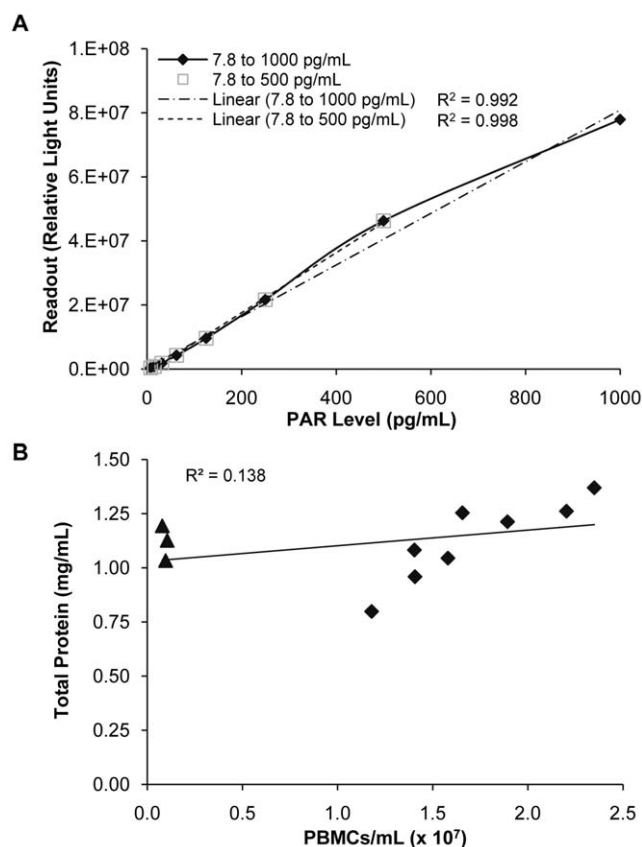 A
1.E+08
8.E+07
6.E+07
4.E+07
2.E+07
0.E+00
Readout (Relative Light Units)
7.8 to 1000 pg/mL
7.8 to 500 pg/mL
Linear (7.8 to 1000 pg/mL) R² = 0.992
Linear (7.8 to 500 pg/mL) R² = 0.998
0 200 400 600 800 1000
PAR Level (pg/mL)
B
1.50
1.25
1.00
0.75
0.50
0.25
0.00
Total Protein (mg/mL)
R² = 0.138
0.0 0.5 1.0 1.5 2.0 2.5
PBMCs/mL (x 10⁷)